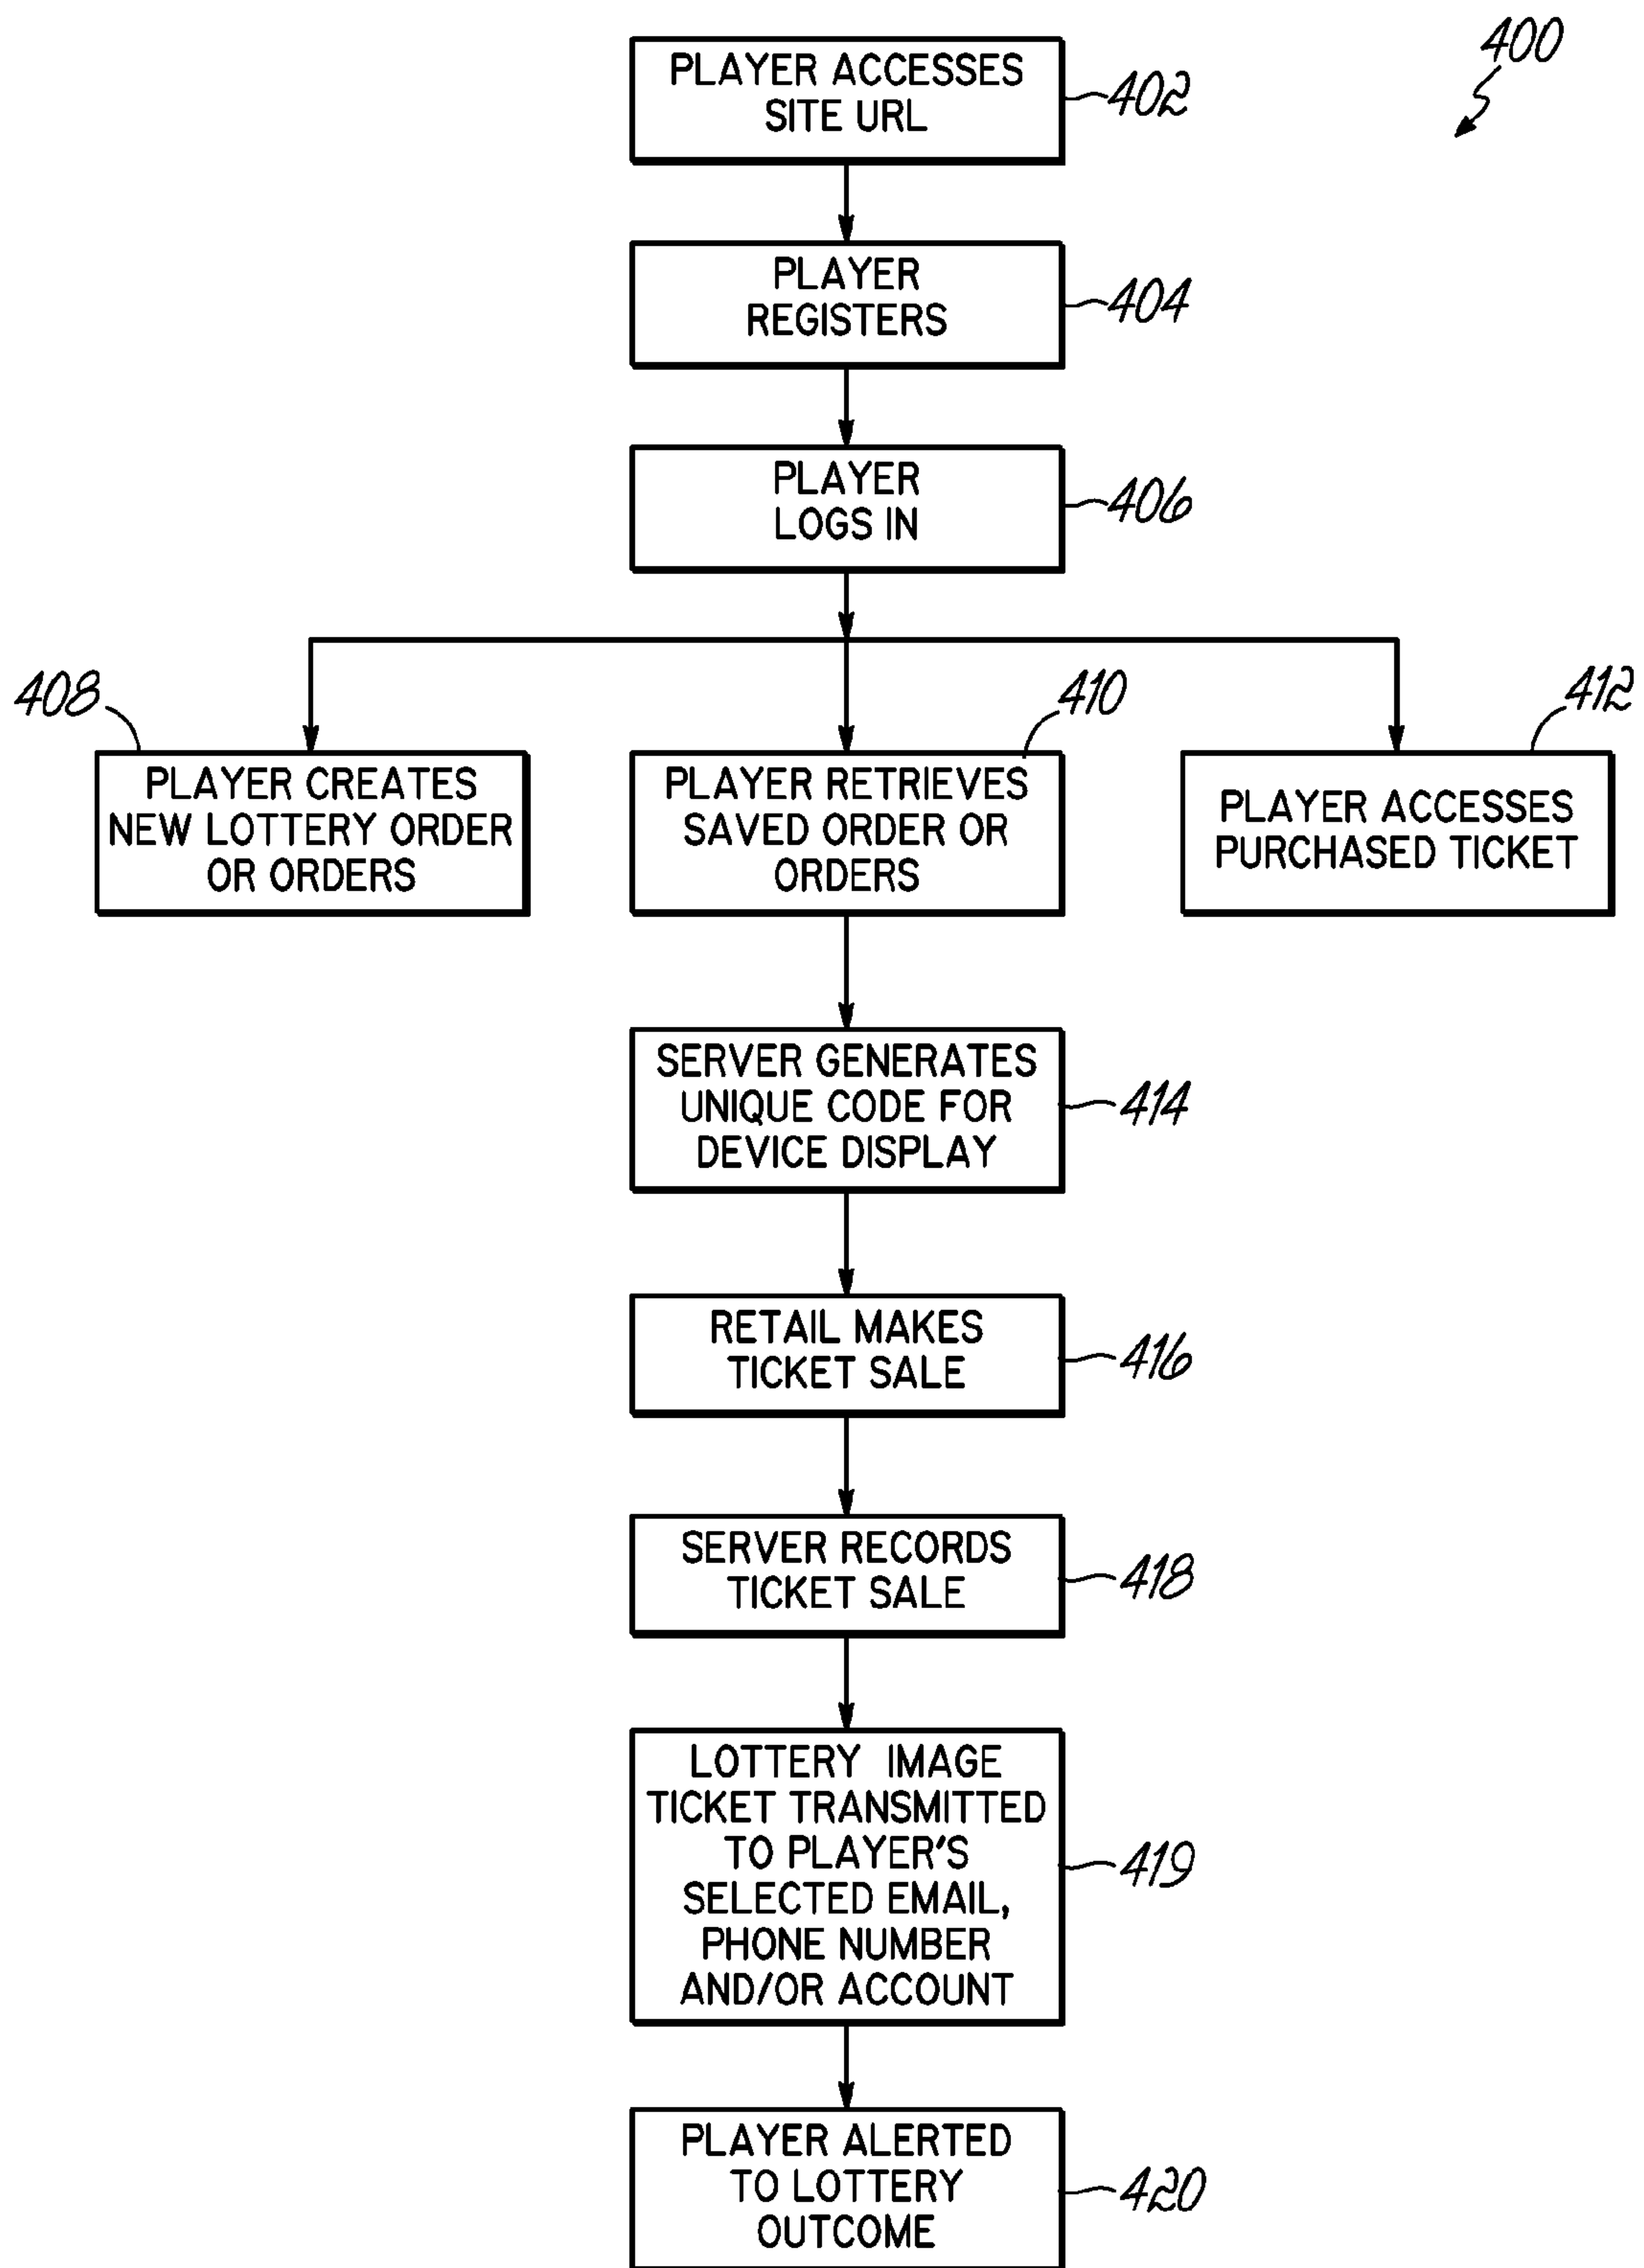 400
PLAYER ACCESSES
SITE URL
402
PLAYER
REGISTERS
404
PLAYER
LOGS IN
406
408
PLAYER CREATES
NEW LOTTERY ORDER
OR ORDERS
410
PLAYER RETRIEVES
SAVED ORDER OR
ORDERS
412
PLAYER ACCESSES
PURCHASED TICKET
SERVER GENERATES
UNIQUE CODE FOR
DEVICE DISPLAY
414
RETAIL MAKES
TICKET SALE
416
SERVER RECORDS
TICKET SALE
418
LOTTERY IMAGE
TICKET TRANSMITTED
TO PLAYER'S
SELECTED EMAIL,
PHONE NUMBER
AND/OR ACCOUNT
419
PLAYER ALERTED
TO LOTTERY
OUTCOME
420